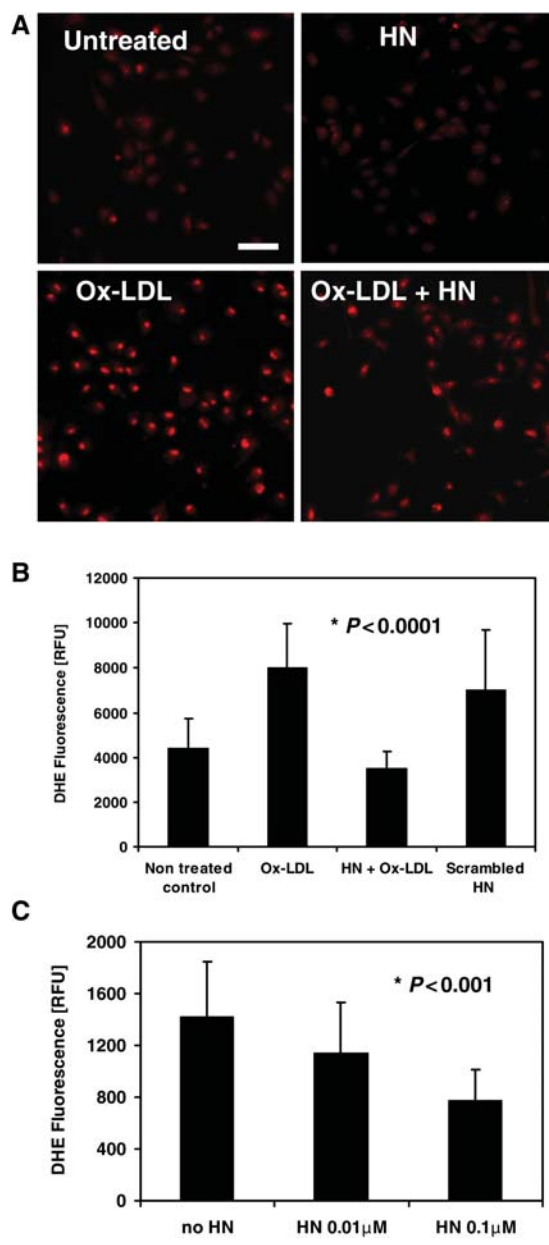 A
Untreated
HN
Ox-LDL
Ox-LDL + HN
B
DHE Fluorescence [RFU]
12000
10000
8000
6000
4000
2000
0
* P<0.0001
Non treated
control
Ox-LDL
HN + Ox-LDL
Scrambled
HN
C
DHE Fluorescence [RFU]
2000
1600
1200
800
400
0
* P<0.001
no HN
HN 0.01μM
HN 0.1μM